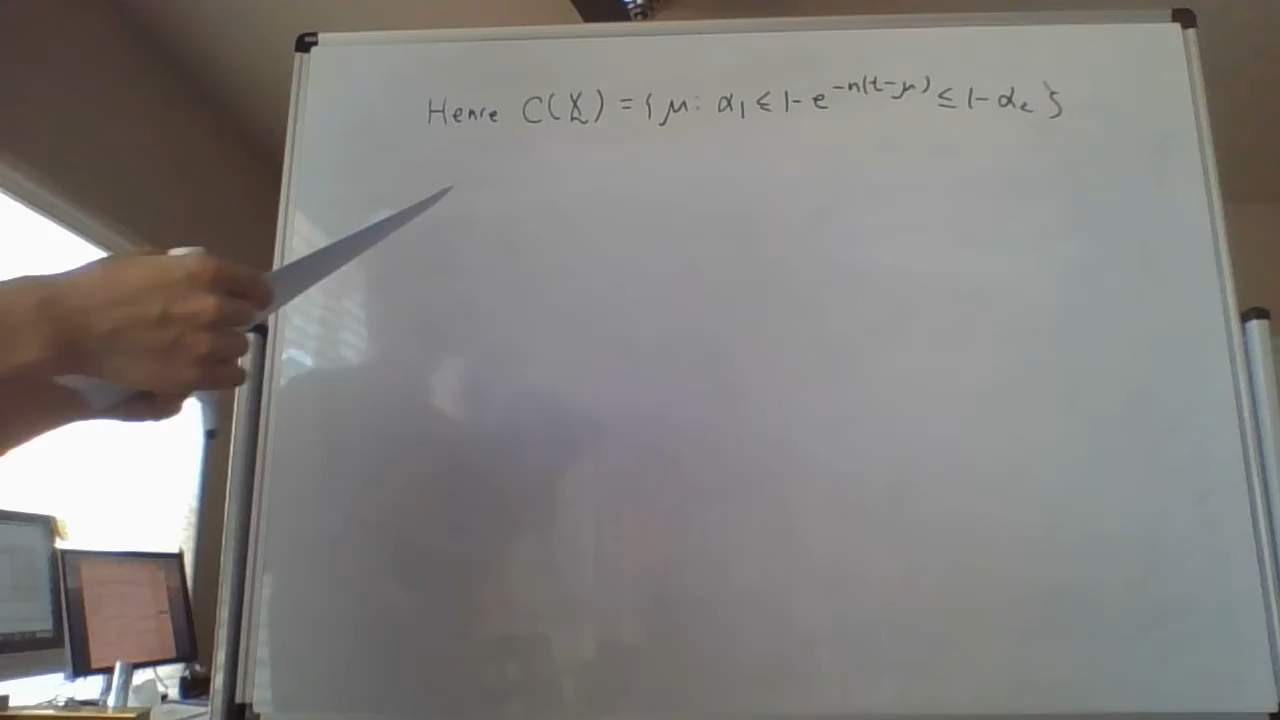 Hence C(X̰) = { μ : α₁ ≤ 1 - e^{-n(t-μ)} ≤ 1 - α₂ }